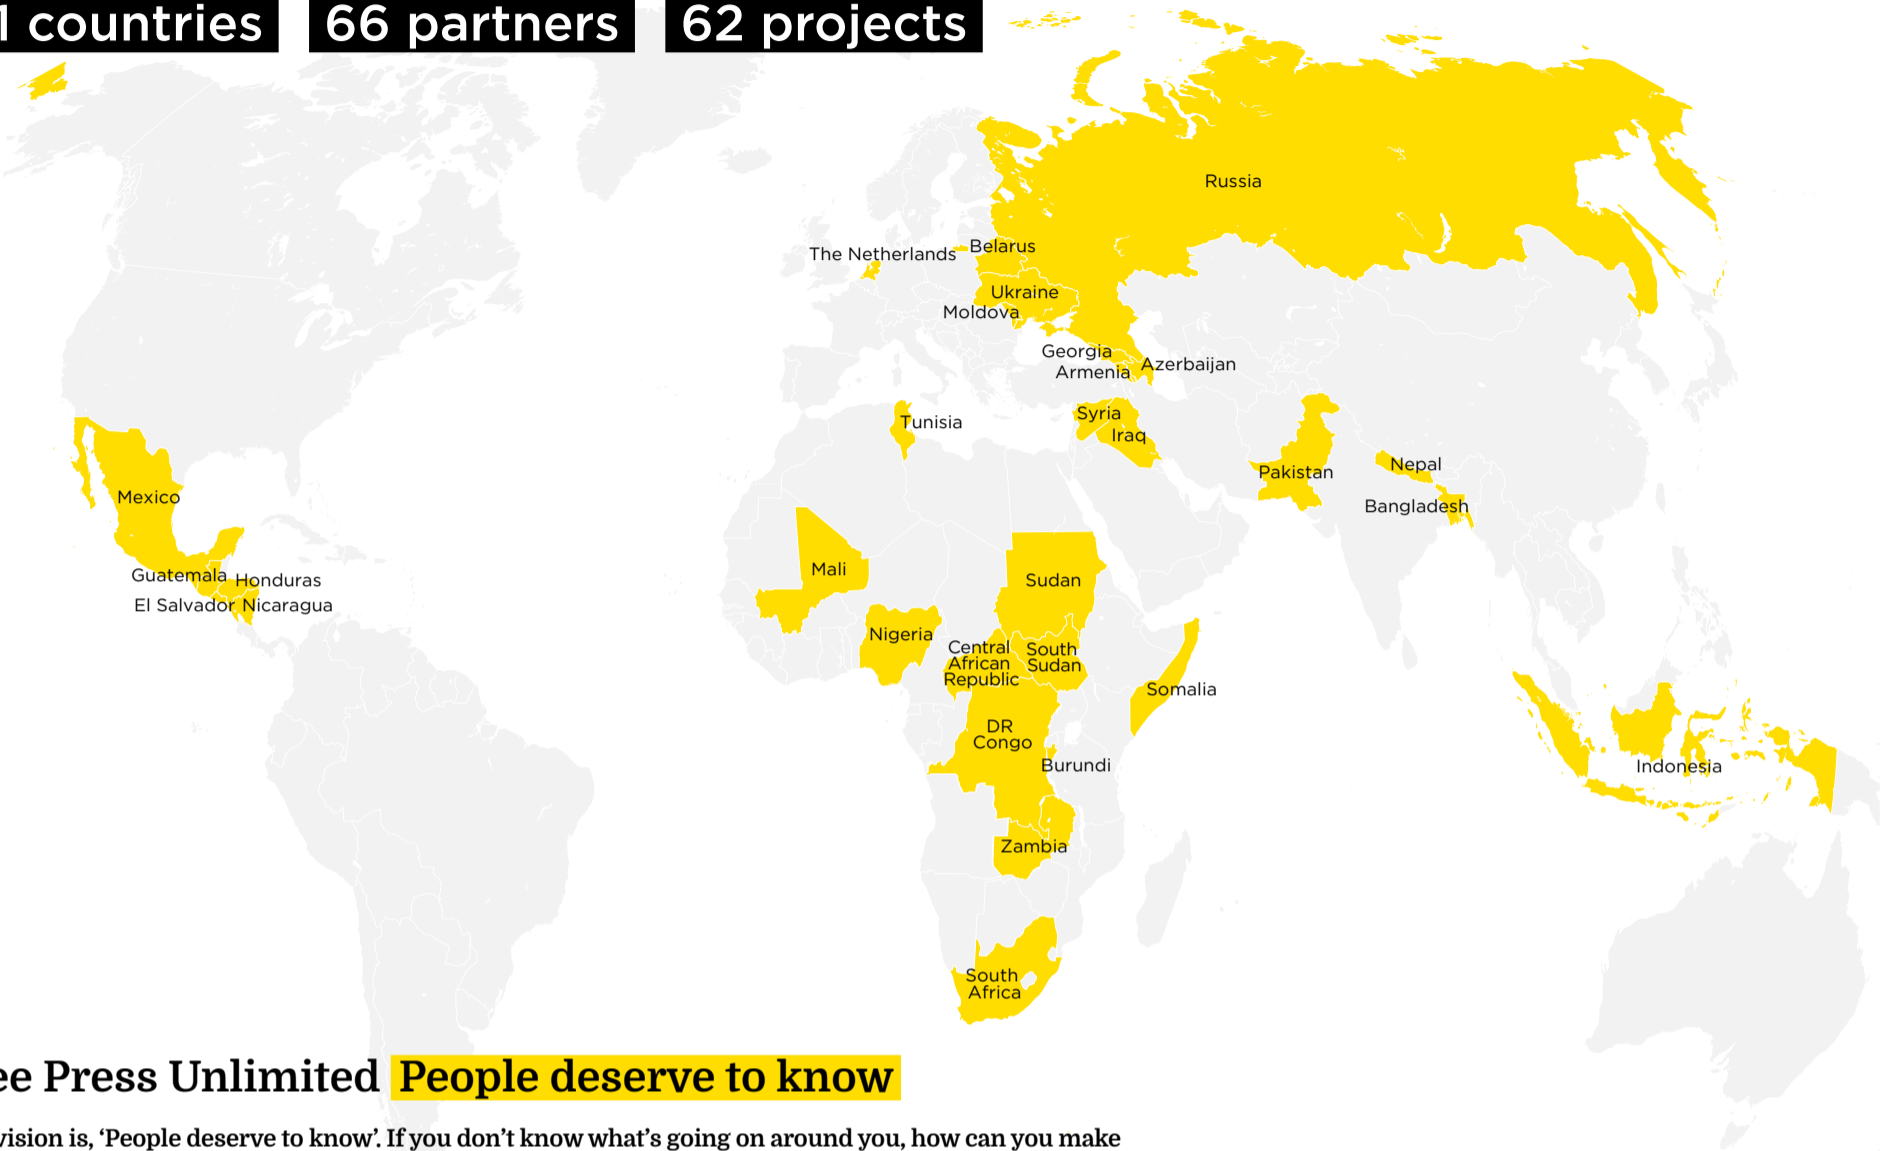 1 countries
66 partners
62 projects
Russia
The Netherlands
Belarus
Ukraine
Moldova
Georgia
Armenia
Azerbaijan
Tunisia
Syria
Iraq
Pakistan
Nepal
Bangladesh
Mexico
Guatemala
Honduras
El Salvador
Nicaragua
Mali
Sudan
Nigeria
Central
African
Republic
South
Sudan
Somalia
DR
Congo
Burundi
Indonesia
Zambia
South
Africa
ee Press Unlimited People deserve to know
vision is, ‘People deserve to know’. If you don’t know what’s going on around you, how can you make